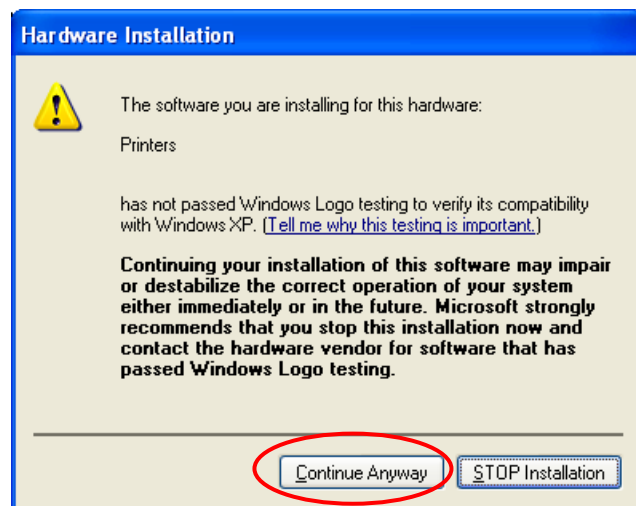 Hardware Installation
The software you are installing for this hardware:
Printers
has not passed Windows Logo testing to verify its compatibility
with Windows XP. (Tell me why this testing is important.)
Continuing your installation of this software may impair
or destabilize the correct operation of your system
either immediately or in the future. Microsoft strongly
recommends that you stop this installation now and
contact the hardware vendor for software that has
passed Windows Logo testing.
Continue Anyway STOP Installation